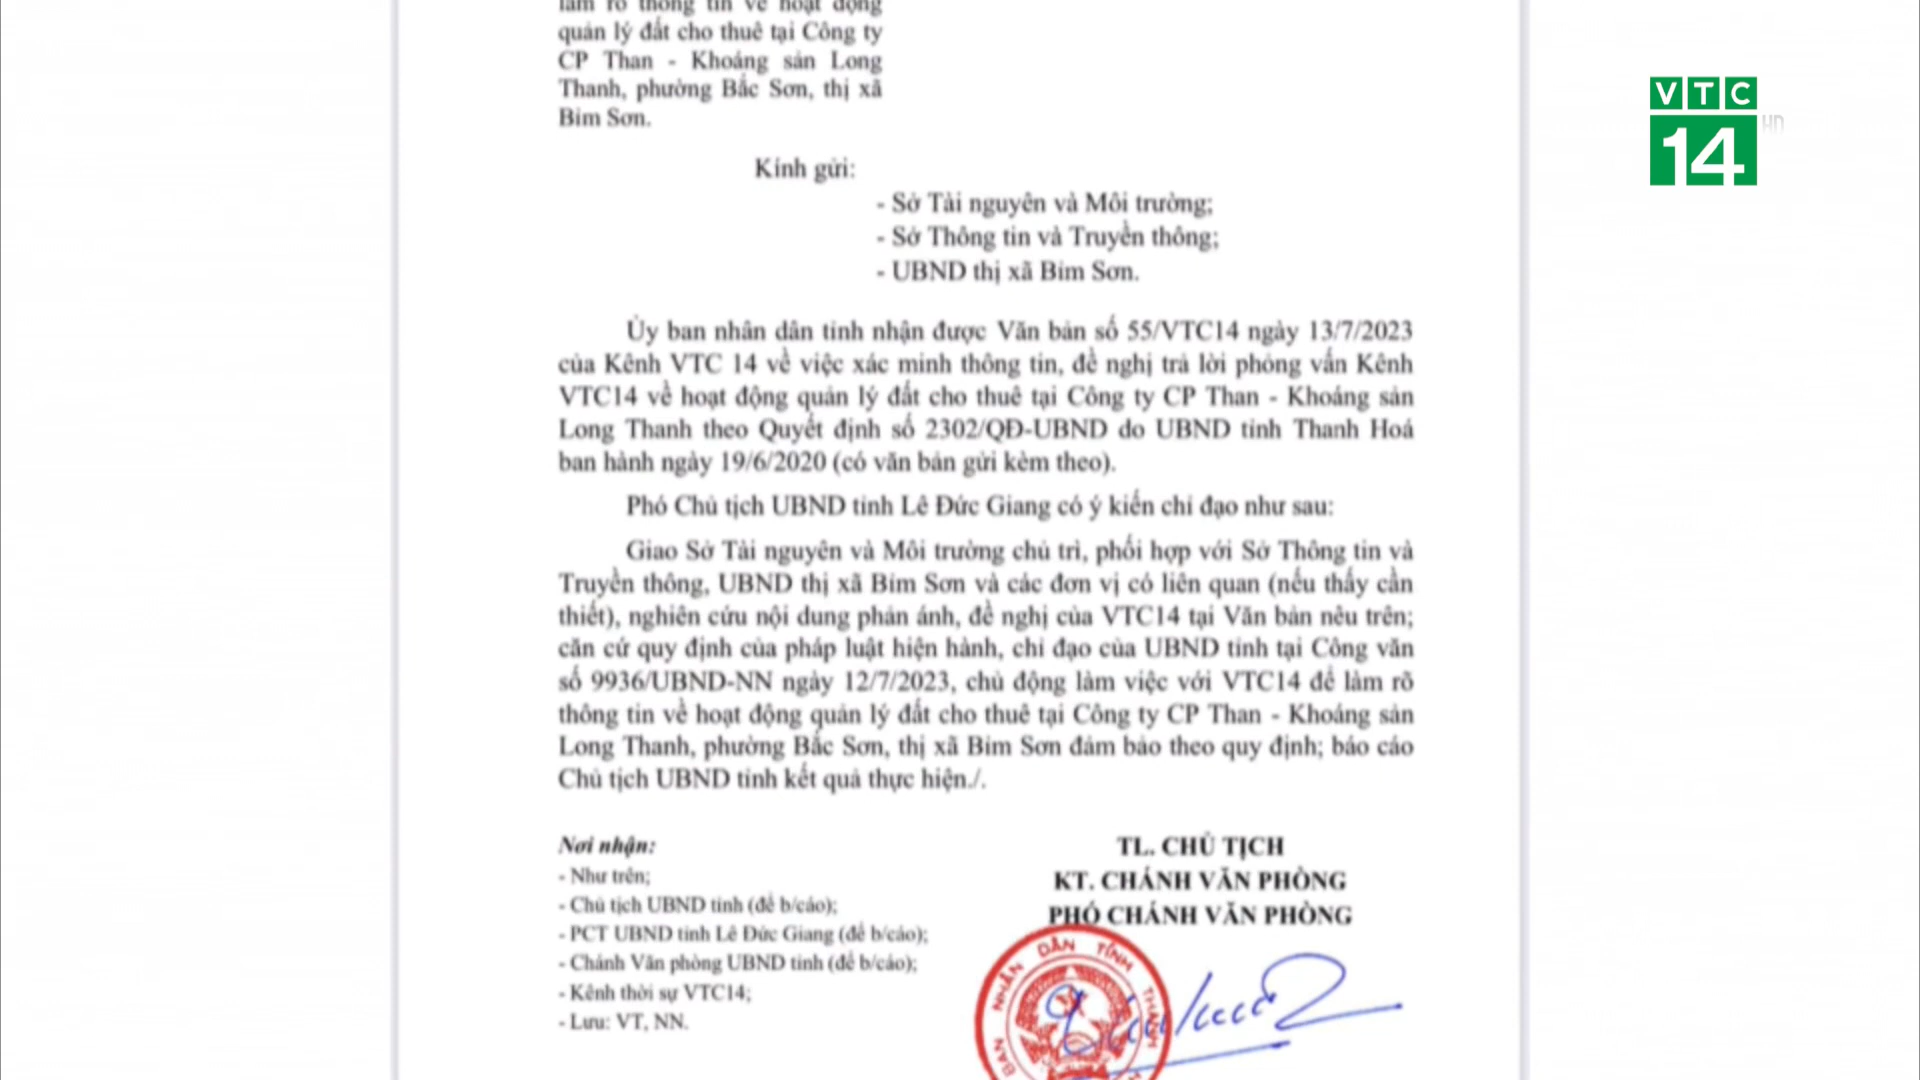 làm rõ thông tin về hoạt động
quản lý đất cho thuê tại Công ty
CP Than - Khoáng sản Long
Thanh, phường Bắc Sơn, thị xã
Bỉm Sơn.
VTC
14
HD
Kính gửi:
- Sở Tài nguyên và Môi trường;
- Sở Thông tin và Truyền thông;
- UBND thị xã Bỉm Sơn.
Ủy ban nhân dân tỉnh nhận được Văn bản số 55/VTC14 ngày 13/7/2023
của Kênh VTC 14 về việc xác minh thông tin, đề nghị trả lời phỏng vấn Kênh
VTC14 về hoạt động quản lý đất cho thuê tại Công ty CP Than - Khoáng sản
Long Thanh theo Quyết định số 2302/QĐ-UBND do UBND tỉnh Thanh Hoá
ban hành ngày 19/6/2020 (có văn bản gửi kèm theo).
Phó Chủ tịch UBND tỉnh Lê Đức Giang có ý kiến chỉ đạo như sau:
Giao Sở Tài nguyên và Môi trường chủ trì, phối hợp với Sở Thông tin và
Truyền thông, UBND thị xã Bỉm Sơn và các đơn vị có liên quan (nếu thấy cần
thiết), nghiên cứu nội dung phản ánh, đề nghị của VTC14 tại Văn bản nêu trên;
căn cứ quy định của pháp luật hiện hành, chỉ đạo của UBND tỉnh tại Công văn
số 9936/UBND-NN ngày 12/7/2023, chủ động làm việc với VTC14 để làm rõ
thông tin về hoạt động quản lý đất cho thuê tại Công ty CP Than - Khoáng sản
Long Thanh, phường Bắc Sơn, thị xã Bỉm Sơn đảm bảo theo quy định; báo cáo
Chủ tịch UBND tỉnh kết quả thực hiện./.
Nơi nhận:
- Như trên;
- Chủ tịch UBND tỉnh (để b/cáo);
- PCT UBND tỉnh Lê Đức Giang (để b/cáo);
- Chánh Văn phòng UBND tỉnh (để b/cáo);
- Kênh thời sự VTC14;
- Lưu: VT, NN.
TL. CHỦ TỊCH
KT. CHÁNH VĂN PHÒNG
PHÓ CHÁNH VĂN PHÒNG
BAN NHÂN DÂN TỈNH THANH